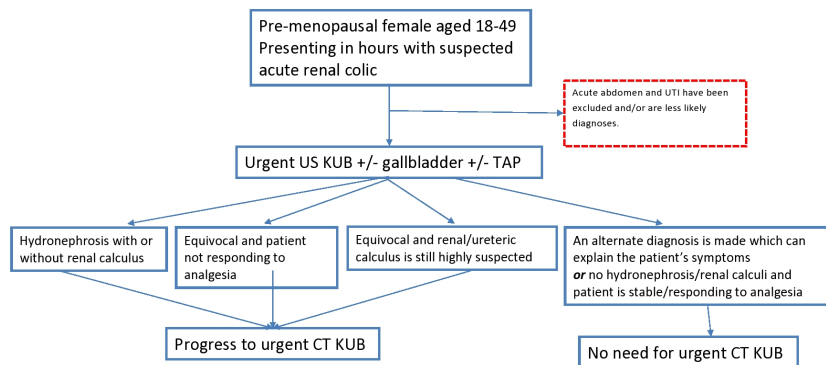 Pre-menopausal female aged 18-49
Presenting in hours with suspected
acute renal colic
Acute abdomen and UTI have been
excluded and/or are less likely
diagnoses.
Urgent US KUB +/- gallbladder +/- TAP
Hydronephrosis with or
without renal calculus
Equivocal and patient
not responding to
analgesia
Equivocal and renal/ureteric
calculus is still highly suspected
An alternate diagnosis is made which can
explain the patient's symptoms
or no hydronephrosis/renal calculi and
patient is stable/responding to analgesia
Progress to urgent CT KUB
No need for urgent CT KUB